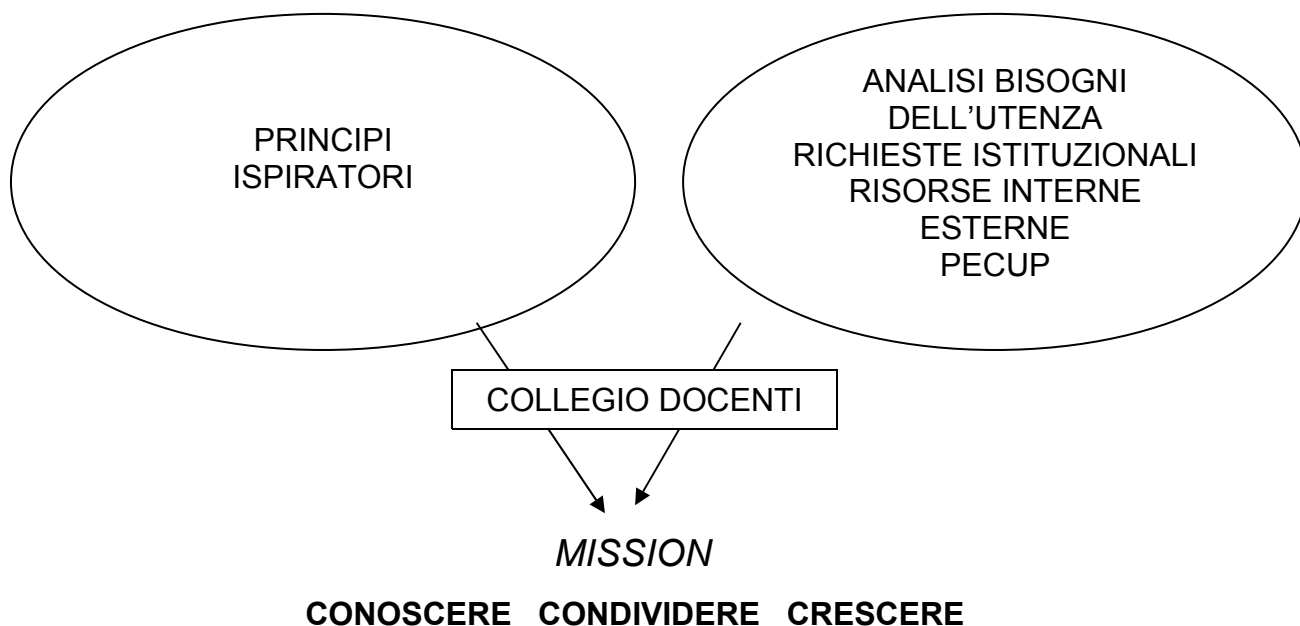 PRINCIPI
ISPIRATORI
ANALISI BISOGNI
DELL’UTENZA
RICHIESTE ISTITUZIONALI
RISORSE INTERNE
ESTERNE
PECUP
COLLEGIO DOCENTI
MISSION
CONOSCERE CONDIVIDERE CRESCERE